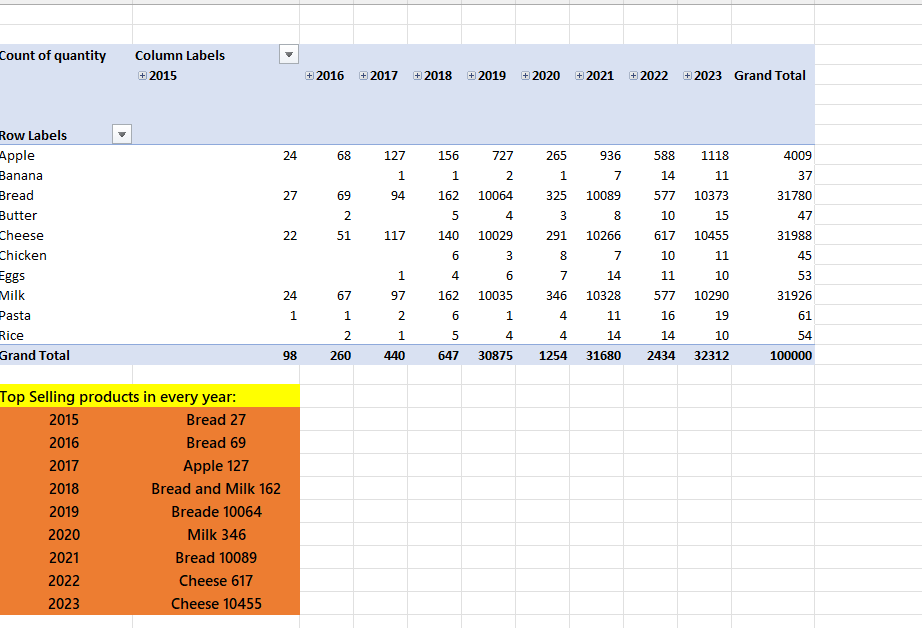 Count of quantity Column Labels
2015 2016 2017 2018 2019 2020 2021 2022 2023 Grand Total
Row Labels
Apple 24 68 127 156 727 265 936 588 1118 4009
Banana 1 1 2 1 7 14 11 37
Bread 27 69 94 162 10064 325 10089 577 10373 31780
Butter 2 5 4 3 8 10 15 47
Cheese 22 51 117 140 10029 291 10266 617 10455 31988
Chicken 6 3 8 7 10 11 45
Eggs 1 4 6 7 14 11 10 53
Milk 24 67 97 162 10035 346 10328 577 10290 31926
Pasta 1 1 2 6 1 4 11 16 19 61
Rice 2 1 5 4 4 14 14 10 54
Grand Total 98 260 440 647 30875 1254 31680 2434 32312 100000
Top Selling products in every year:
2015 Bread 27
2016 Bread 69
2017 Apple 127
2018 Bread and Milk 162
2019 Breade 10064
2020 Milk 346
2021 Bread 10089
2022 Cheese 617
2023 Cheese 10455